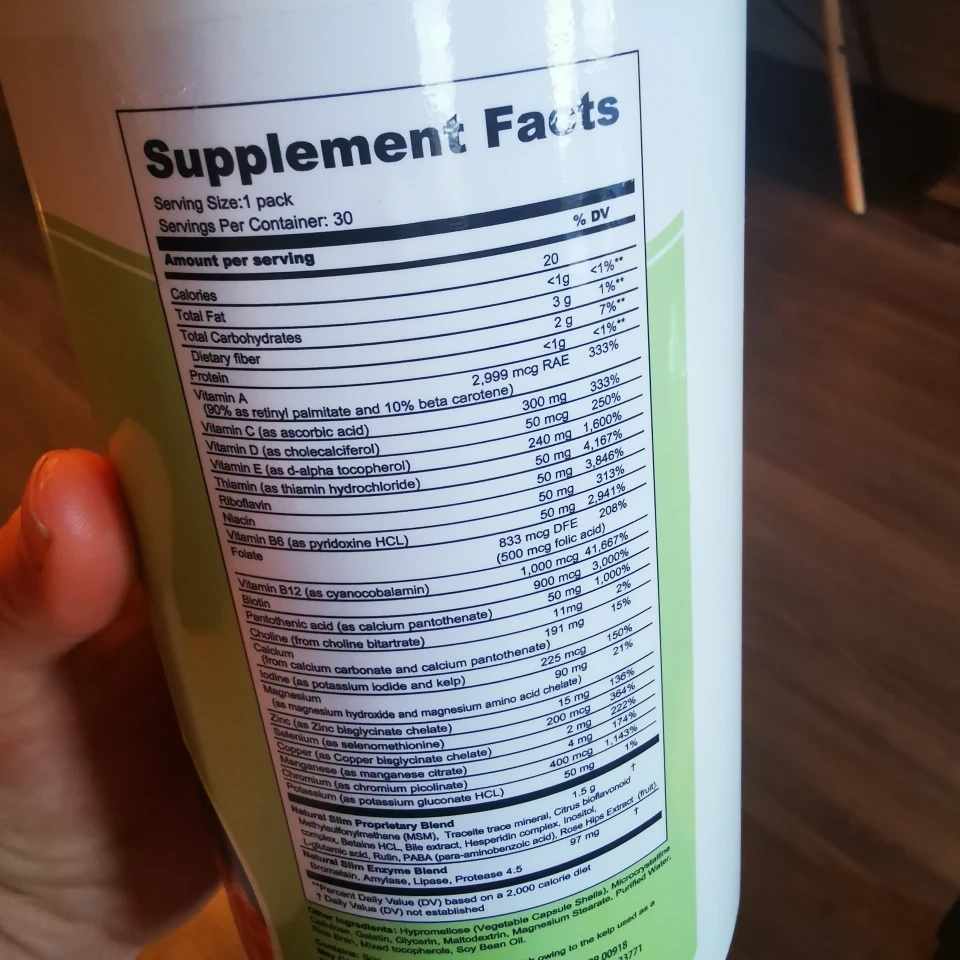 Supplement Facts
Serving Size:1 pack
Servings Per Container: 30
Amount per serving % DV
Calories 20
Total Fat <1g <1%**
Total Carbohydrates 3 g 1%**
Dietary fiber 2 g 7%**
Protein <1g <1%**
Vitamin A 2,999 mcg RAE 333%
(90% as retinyl palmitate and 10% beta carotene)
Vitamin C (as ascorbic acid) 300 mg 333%
Vitamin D (as cholecalciferol) 50 mcg 250%
Vitamin E (as d-alpha tocopherol) 240 mg 1,600%
Thiamin (as thiamin hydrochloride) 50 mg 4,167%
Riboflavin 50 mg 3,846%
Niacin 50 mg 313%
Vitamin B6 (as pyridoxine HCL) 50 mg 2,941%
Folate 833 mcg DFE 208%
(500 mcg folic acid)
Vitamin B12 (as cyanocobalamin) 1,000 mcg 41,667%
Biotin 900 mcg 3,000%
Pantothenic acid (as calcium pantothenate) 50 mg 1,000%
Choline (from choline bitartrate) 11mg 2%
Calcium 191 mg 15%
(from calcium carbonate and calcium pantothenate)
Iodine (as potassium iodide and kelp) 225 mcg 150%
Magnesium 90 mg 21%
(as magnesium hydroxide and magnesium amino acid chelate)
Zinc (as Zinc bisglycinate chelate) 15 mg 136%
Selenium (as selenomethionine) 200 mcg 364%
Copper (as Copper bisglycinate chelate) 2 mg 222%
Manganese (as manganese citrate) 4 mg 174%
Chromium (as chromium picolinate) 400 mcg 1,143%
Potassium (as potassium gluconate HCL) 50 mg 1%
Natural Slim Proprietary Blend 1.5 g †
Methylsulfonylmethane (MSM), Traceite trace mineral, Citrus bioflavonoid
complex, Betaine HCL, Bile extract, Hesperidin complex, Inositol,
L-glutamic acid, Rutin, PABA (para-aminobenzoic acid), Rose Hips Extract (fruit).
Natural Slim Enzyme Blend 97 mg †
Bromelain, Amylase, Lipase, Protease 4.5
**Percent Daily Value (DV) based on a 2,000 calorie diet
† Daily Value (DV) not established
Other Ingredients: Hypromellose (Vegetable Capsule Shells), Microcrystalline
Cellulose, Gelatin, Glycerin, Maltodextrin, Magnesium Stearate, Purified Water,
Rice Bran, Mixed tocopherols, Soy Bean Oil.
owing to the kelp used as a
00918
33771